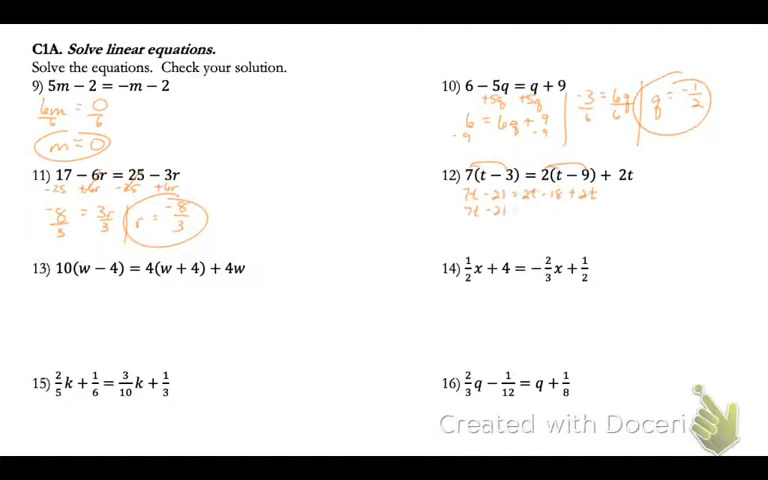 C1A. Solve linear equations.
Solve the equations. Check your solution.
9) 5m − 2 = −m − 2
6m/6 = 0/6
m = 0
10) 6 − 5q = q + 9
+5q +5q
6 = 6q + 9
-9 -9
-3/6 = 6q/6
q = -1/2
11) 17 − 6r = 25 − 3r
-25 +6r -25 +6r
-8/3 = 3r/3
r = -8/3
12) 7(t − 3) = 2(t − 9) + 2t
7t - 21 = 2t - 18 + 2t
7t - 21
13) 10(w − 4) = 4(w + 4) + 4w
14) 1/2x + 4 = −2/3x + 1/2
15) 2/5k + 1/6 = 3/10k + 1/3
16) 2/3q − 1/12 = q + 1/8
Created with Doceri